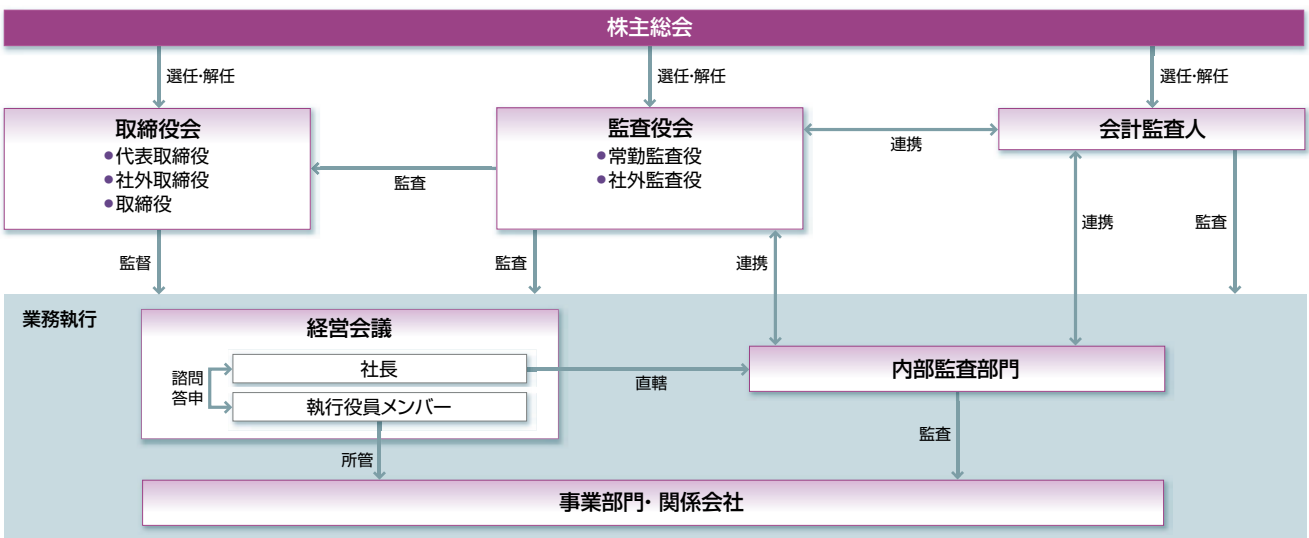 株主総会
選任・解任
選任・解任
選任・解任
取締役会
●代表取締役
●社外取締役
●取締役
監査役会
●常勤監査役
●社外監査役
会計監査人
連携
監査
監督
監査
連携
連携
監査
業務執行
経営会議
社長
諮問
答申
執行役員メンバー
直轄
内部監査部門
所管
監査
事業部門・関係会社